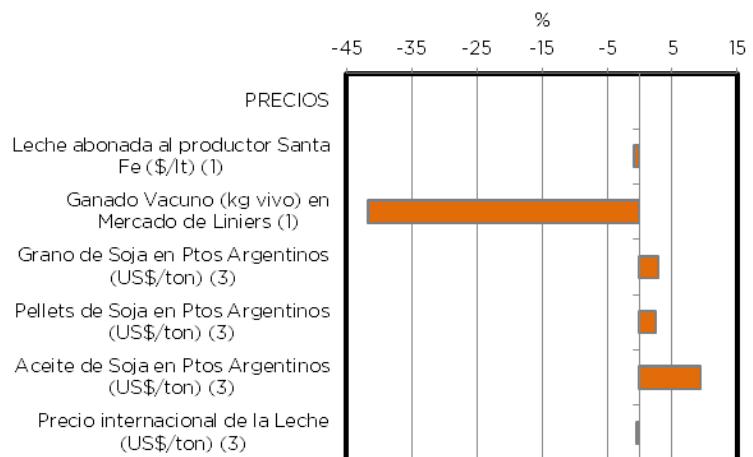 %
-45 -35 -25 -15 -5 5 15
PRECIOS
Leche abonada al productor Santa
Fe ($/lt) (1)
Ganado Vacuno (kg vivo) en
Mercado de Liniers (1)
Grano de Soja en Ptos Argentinos
(US$/ton) (3)
Pellets de Soja en Ptos Argentinos
(US$/ton) (3)
Aceite de Soja en Ptos Argentinos
(US$/ton) (3)
Precio internacional de la Leche
(US$/ton) (3)